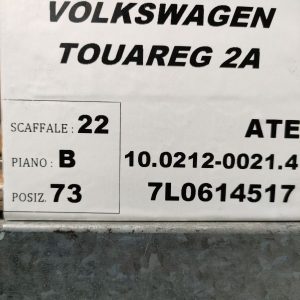 VOLKSWAGEN
TOUAREG 2A
SCAFFALE : 22
PIANO : B
POSIZ. 73
ATE
10.0212-0021.4
7L0614517